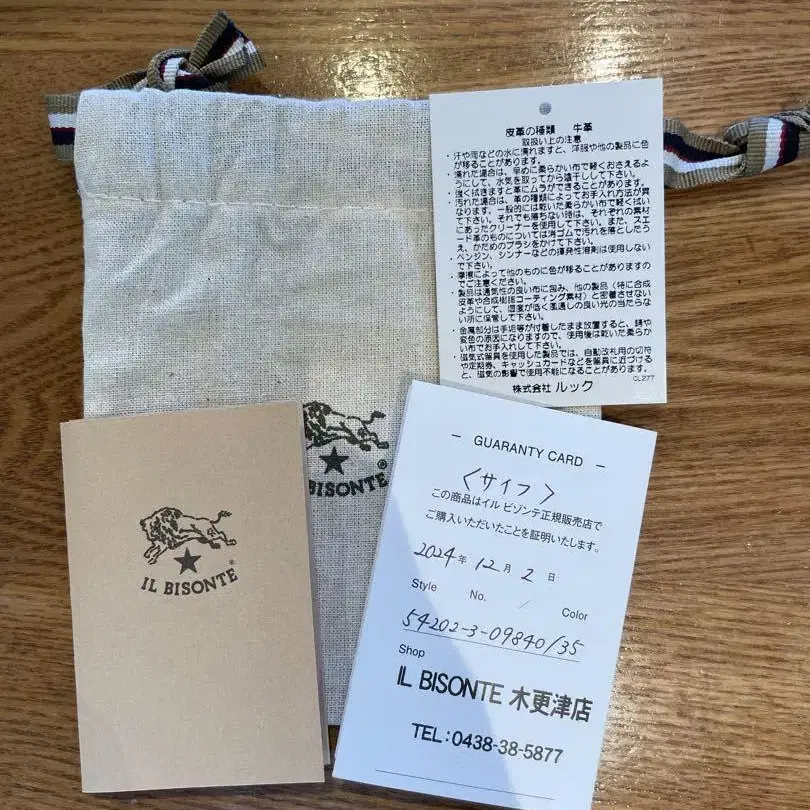 皮革の種類 牛革
取扱い上の注意
・汗や雨などの水に濡れますと、洋服や他の製品に色
が移ることがあります。
・濡れた場合は、早めに柔らかい布で軽くおさえるよ
うにして、水気を取ってから陰干しして下さい。
・強く拭きますと革にムラができることがあります。
・汚れた場合は、革の種類によってお手入れ方法が異
なります。一般的には乾いた柔らかい布で軽く拭い
て下さい。それでも落ちない時は、それぞれの素材
にあったクリーナーを使用して下さい。また、スエ
ード革のものについては消ゴムで汚れを落としたう
え、かためのブラシをかけて下さい。
・ベンジン、シンナーなどの揮発性溶剤は使用しない
で下さい。
・摩擦によって他のものに色が移ることがありますの
でご注意ください。
・製品は通気性の良い布に包み、他の製品(特に合成
皮革や合成樹脂コーティング素材)と密着させない
ようにして、湿度が低く風通しの良い光の当たらな
い所に保管して下さい。
・金属部分は手垢等が付着したまま放置すると、錆や
変色の原因になりますので、使用後は乾いた柔らか
い布でお手入れして下さい。
・磁気式留具を使用した製品では、自動改札用の切符
や定期券、キャッシュカードなどを留具に近づける
と、磁気の影響で使用不能になることがあります。
CL277
株式会社 ルック
BISONTE®
IL BISONTE®
— GUARANTY CARD —
<サイフ>
この商品はイル ビゾンテ正規販売店で
ご購入いただいたことを証明いたします。
2024年 12月 2日
Style No. / Color
54202-3-09840/35
Shop
IL BISONTE 木更津店
TEL:0438-38-5877